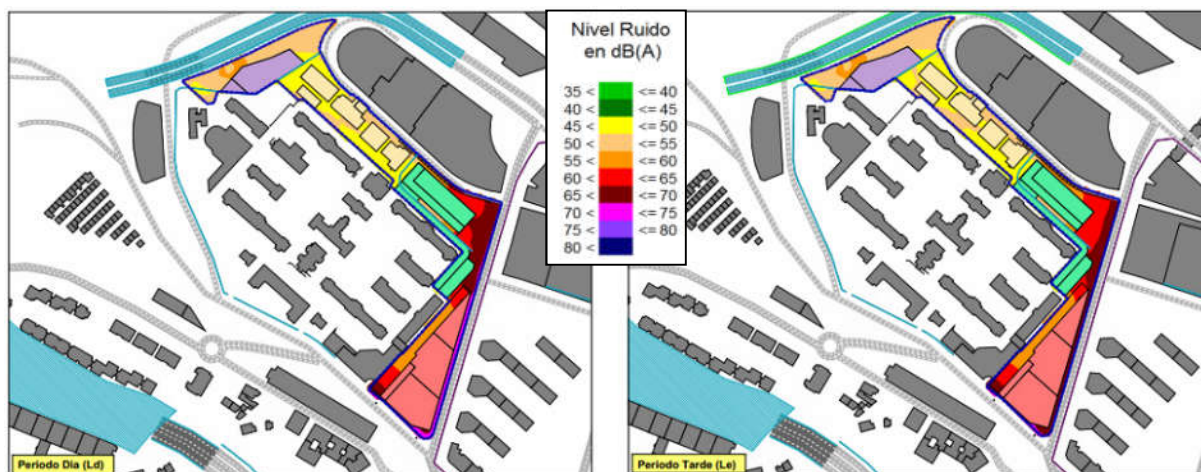 Nivel Ruido
en dB(A)
35 < <= 40
40 < <= 45
45 < <= 50
50 < <= 55
55 < <= 60
60 < <= 65
65 < <= 70
70 < <= 75
75 < <= 80
80 <
Periodo Día (Ld)
Periodo Tarde (Le)